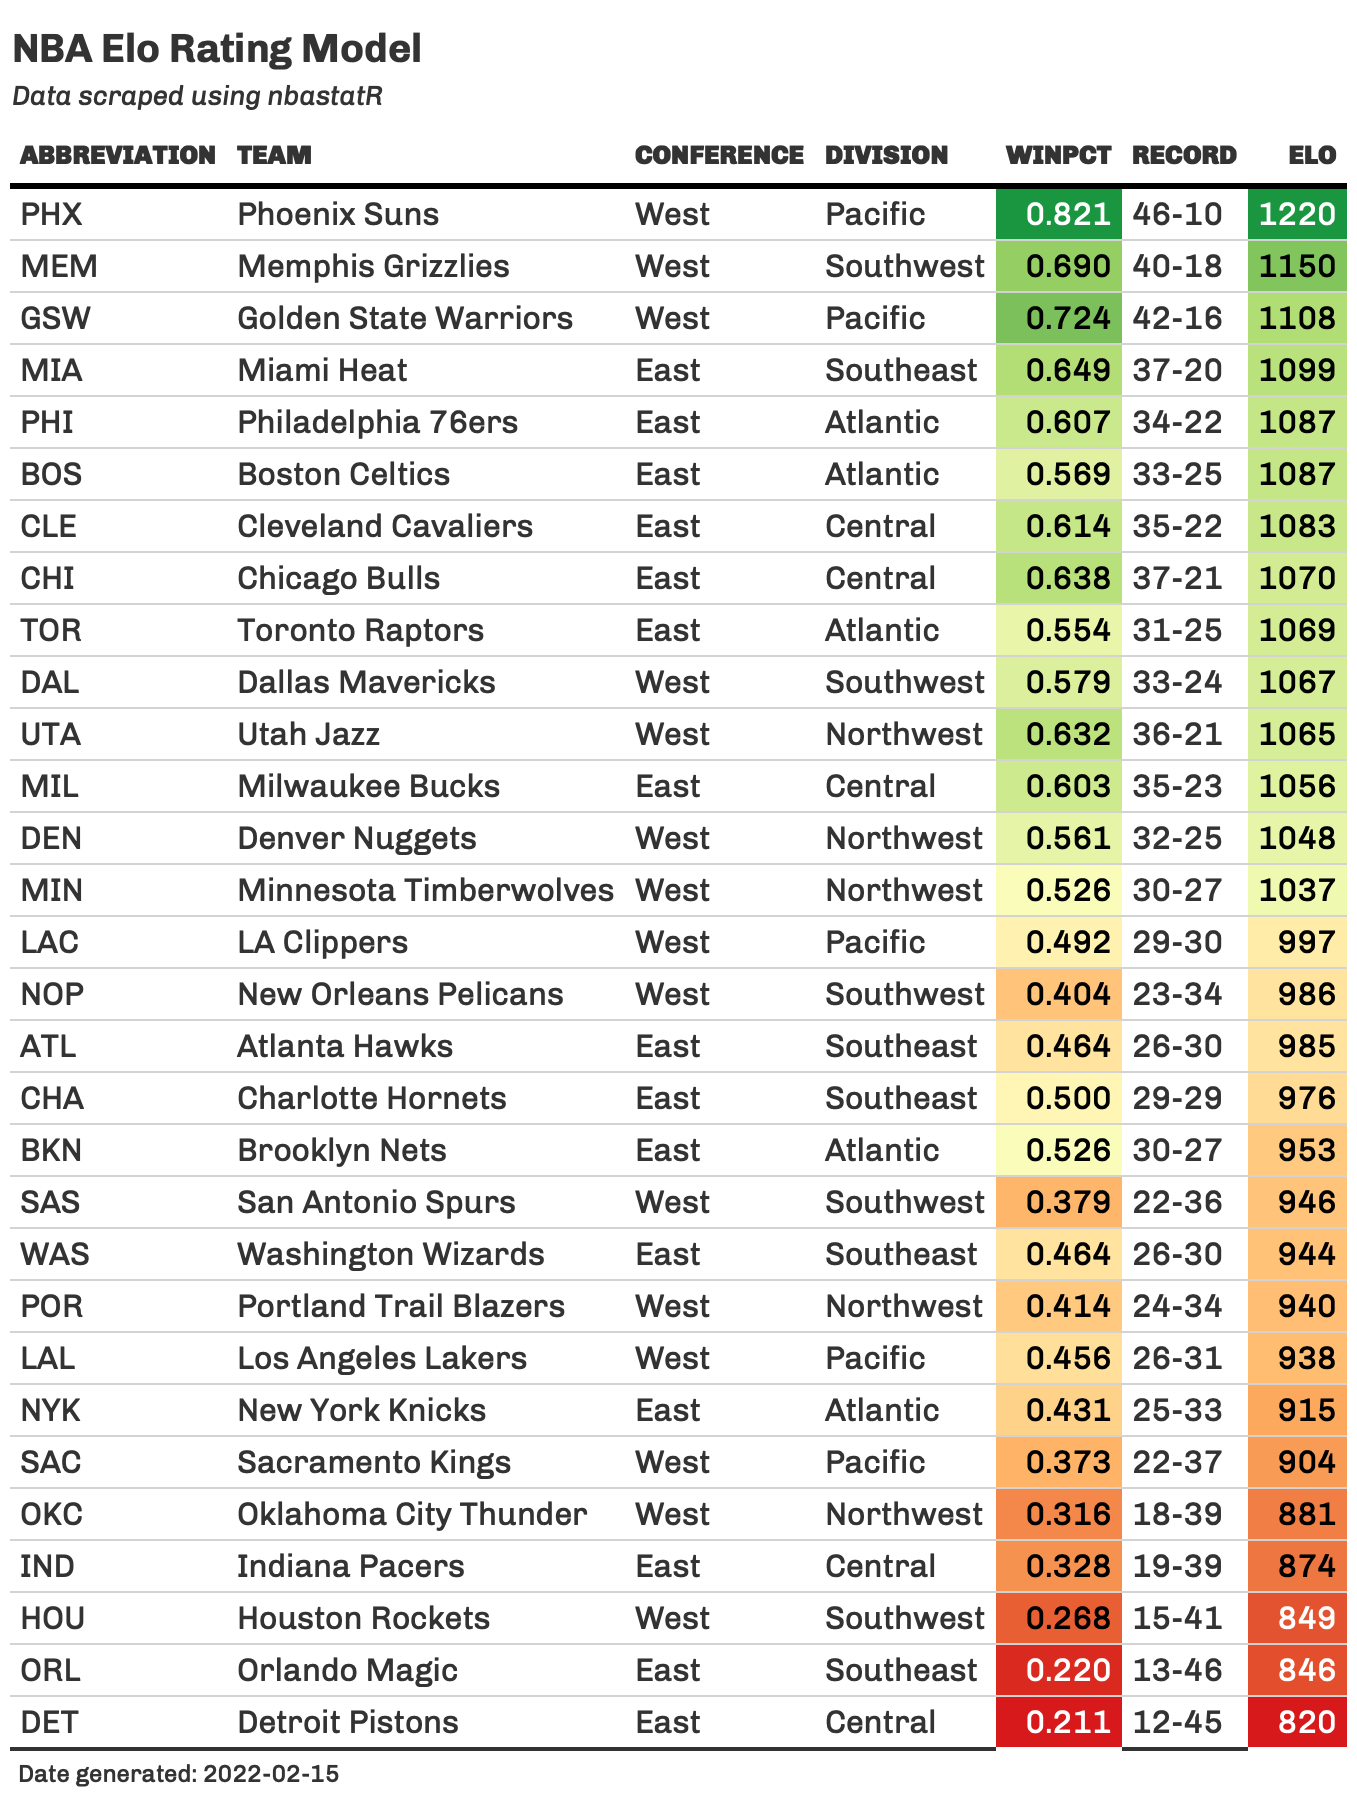 NBA Elo Rating Model
Data scraped using nbastatR
ABBREVIATION TEAM CONFERENCE DIVISION WINPCT RECORD ELO
PHX Phoenix Suns West Pacific 0.821 46-10 1220
MEM Memphis Grizzlies West Southwest 0.690 40-18 1150
GSW Golden State Warriors West Pacific 0.724 42-16 1108
MIA Miami Heat East Southeast 0.649 37-20 1099
PHI Philadelphia 76ers East Atlantic 0.607 34-22 1087
BOS Boston Celtics East Atlantic 0.569 33-25 1087
CLE Cleveland Cavaliers East Central 0.614 35-22 1083
CHI Chicago Bulls East Central 0.638 37-21 1070
TOR Toronto Raptors East Atlantic 0.554 31-25 1069
DAL Dallas Mavericks West Southwest 0.579 33-24 1067
UTA Utah Jazz West Northwest 0.632 36-21 1065
MIL Milwaukee Bucks East Central 0.603 35-23 1056
DEN Denver Nuggets West Northwest 0.561 32-25 1048
MIN Minnesota Timberwolves West Northwest 0.526 30-27 1037
LAC LA Clippers West Pacific 0.492 29-30 997
NOP New Orleans Pelicans West Southwest 0.404 23-34 986
ATL Atlanta Hawks East Southeast 0.464 26-30 985
CHA Charlotte Hornets East Southeast 0.500 29-29 976
BKN Brooklyn Nets East Atlantic 0.526 30-27 953
SAS San Antonio Spurs West Southwest 0.379 22-36 946
WAS Washington Wizards East Southeast 0.464 26-30 944
POR Portland Trail Blazers West Northwest 0.414 24-34 940
LAL Los Angeles Lakers West Pacific 0.456 26-31 938
NYK New York Knicks East Atlantic 0.431 25-33 915
SAC Sacramento Kings West Pacific 0.373 22-37 904
OKC Oklahoma City Thunder West Northwest 0.316 18-39 881
IND Indiana Pacers East Central 0.328 19-39 874
HOU Houston Rockets West Southwest 0.268 15-41 849
ORL Orlando Magic East Southeast 0.220 13-46 846
DET Detroit Pistons East Central 0.211 12-45 820
Date generated: 2022-02-15